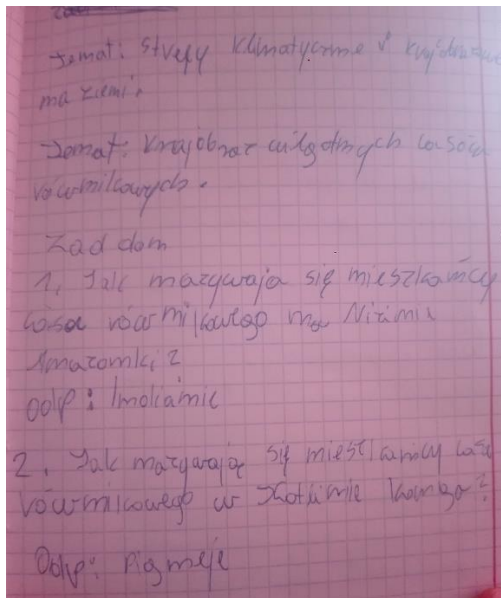 Temat: Strefy klimatyczne i krajobrazowe
na ziemi.
Temat: Krajobraz wilgotnych lasów
równikowych.
Zad dom
1. Jak nazywają się mieszkańcy
lasu równikowego na Nizinie
Amazonki?
Odp: Indianie
2. Jak nazywają się mieszkańcy lasu
równikowego w Kotlinie Konga?
Odp: Pigmeje